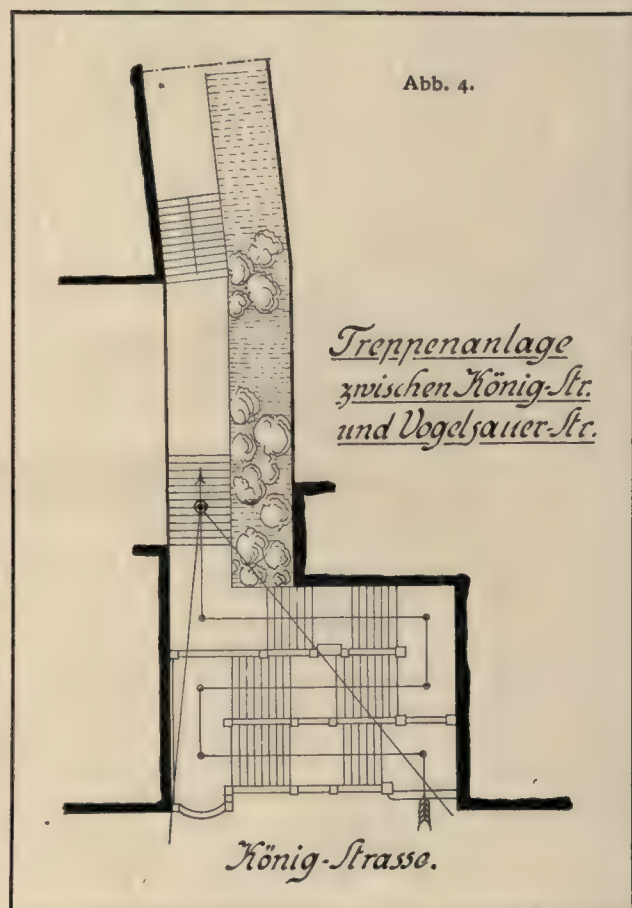 Abb. 4.
Treppenanlage
zwischen König-Str.
und Vogelsauer-Str.
König-Strasse.